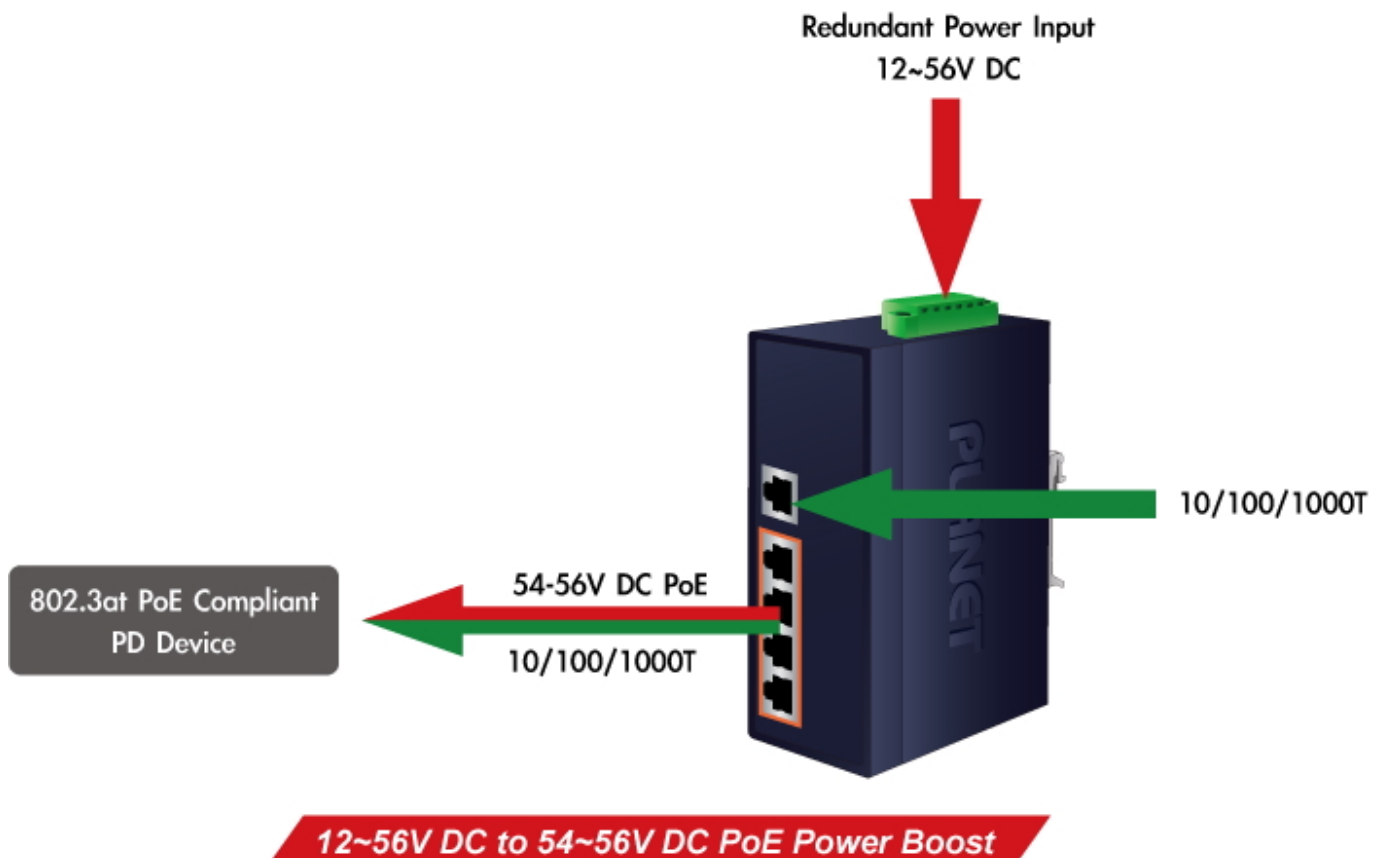 Redundant Power Input
12~56V DC
PLANET
10/100/1000T
54-56V DC PoE
802.3at PoE Compliant
PD Device
10/100/1000T
12~56V DC to 54~56V DC PoE Power Boost